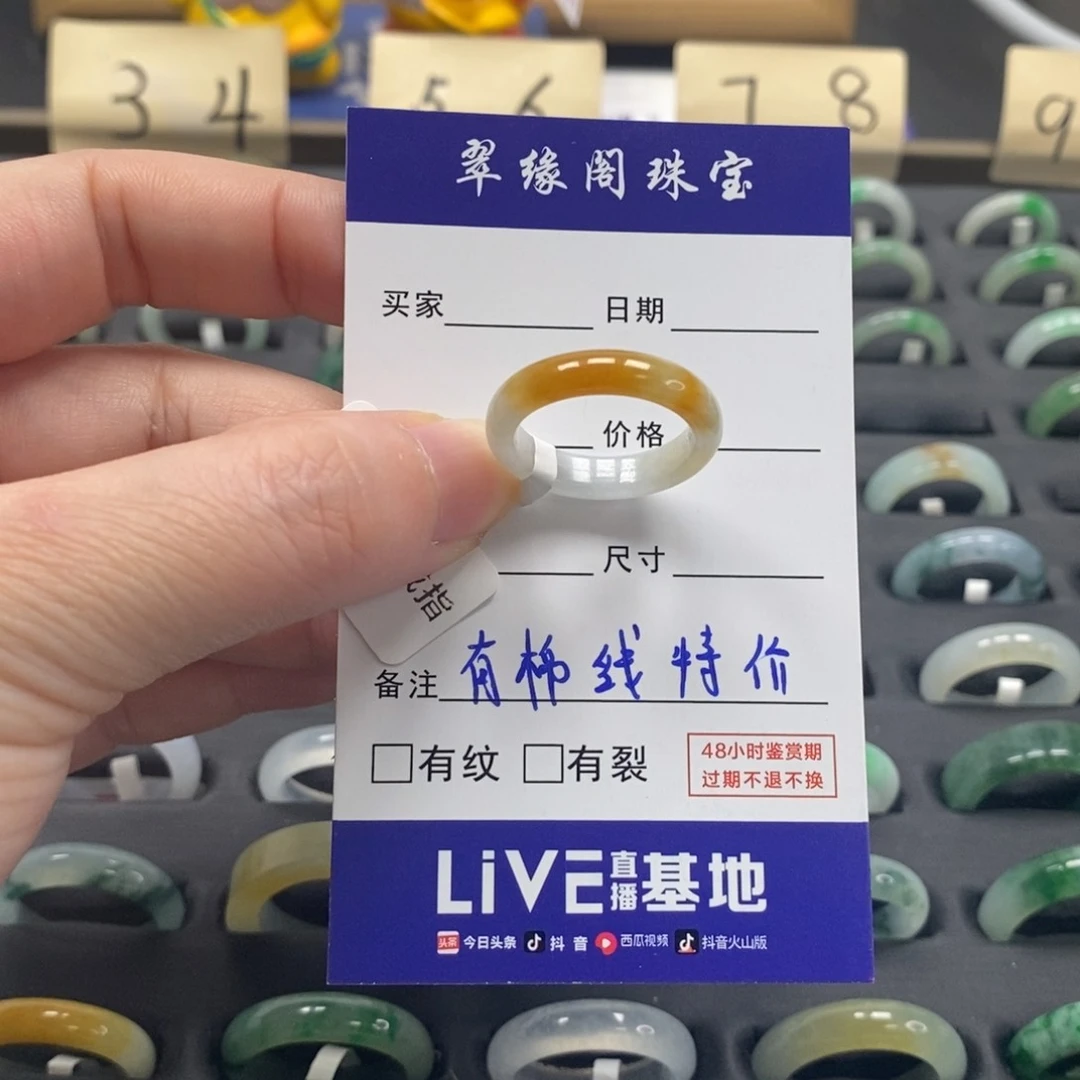 3 4
5 6
7 8
9
翠缘阁珠宝
买家 日期
价格
尺寸
指
备注 有棉线特价
有纹 有裂
48小时鉴赏期
过期不退不换
LiVE直播基地
头条 今日头条 抖音 西瓜视频 抖音火山版